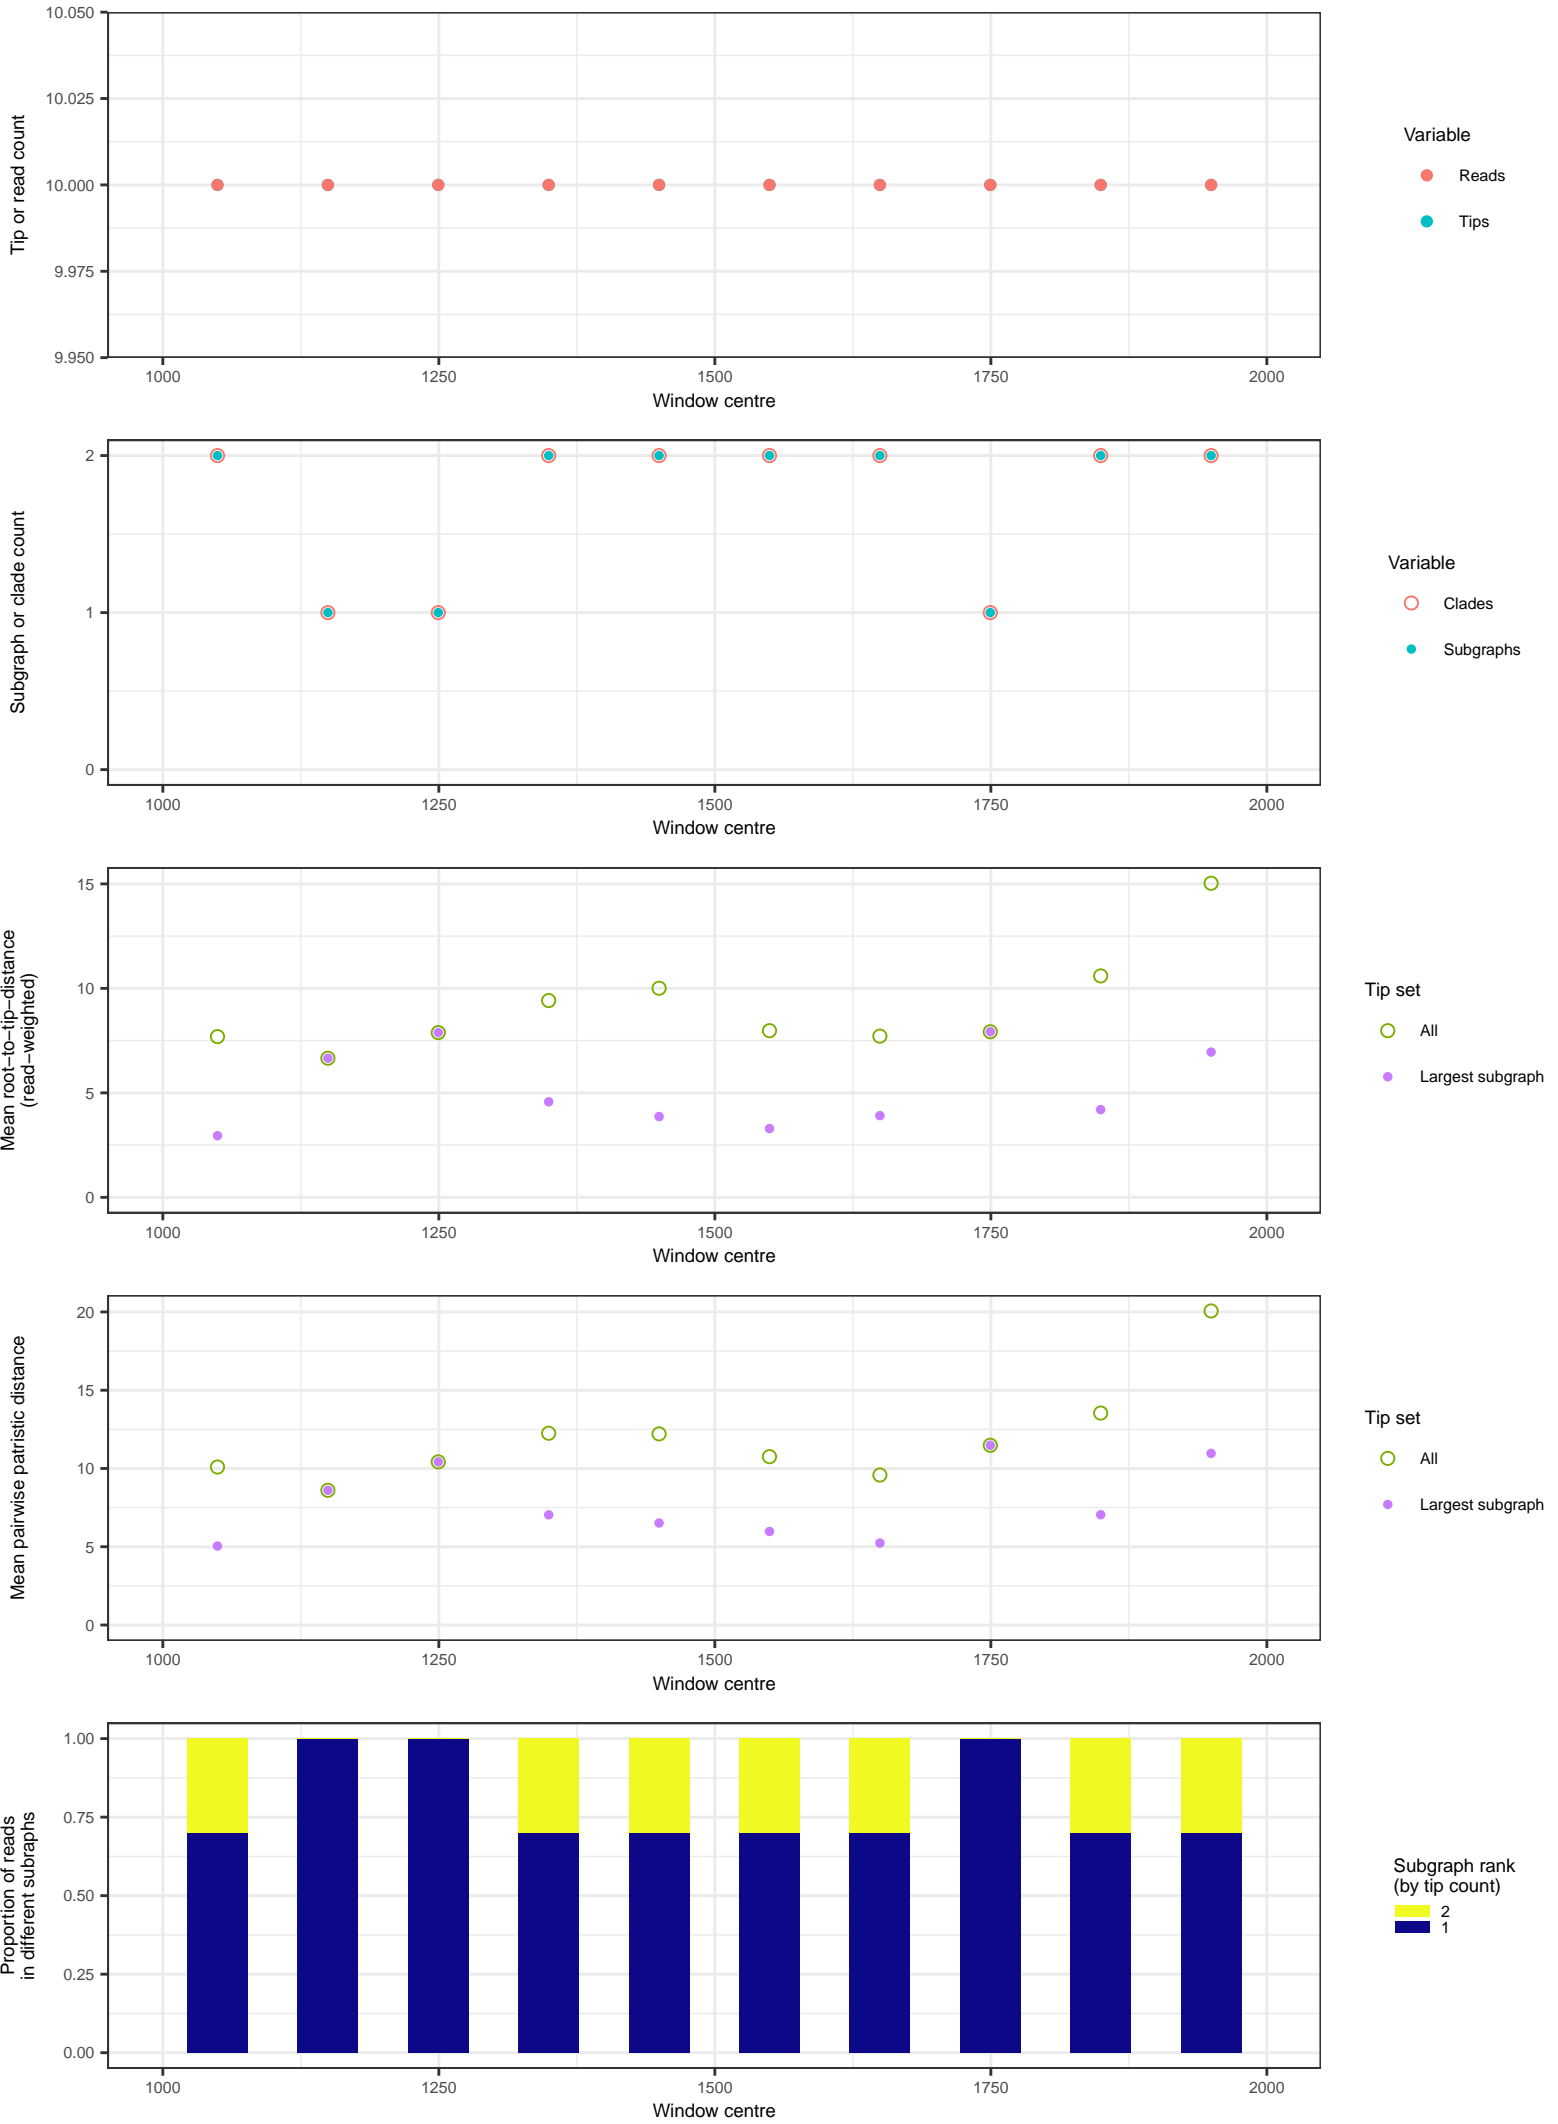 10.050
10.025
10.000
9.975
9.950
Tip or read count
1000 1250 1500 1750 2000
Window centre
Variable
Reads
Tips
2
1
0
Subgraph or clade count
1000 1250 1500 1750 2000
Window centre
Variable
Clades
Subgraphs
15
10
5
0
Mean root−to−tip−distance
(read−weighted)
1000 1250 1500 1750 2000
Window centre
Tip set
All
Largest subgraph
20
15
10
5
0
Mean pairwise patristic distance
1000 1250 1500 1750 2000
Window centre
Tip set
All
Largest subgraph
1.00
0.75
0.50
0.25
0.00
Proportion of reads
in different subraphs
1000 1250 1500 1750 2000
Window centre
Subgraph rank
(by tip count)
2
1